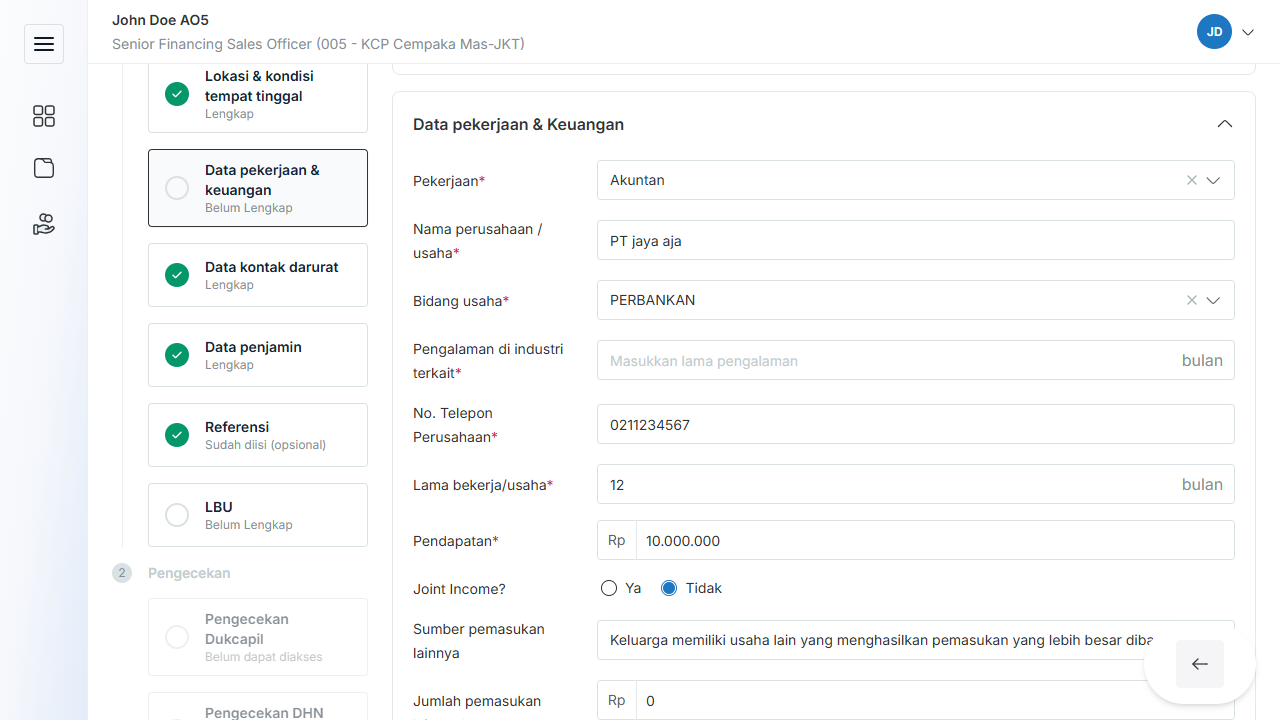 John Doe AO5
Senior Financing Sales Officer (005 - KCP Cempaka Mas-JKT)
JD
Lokasi & kondisi
tempat tinggal
Lengkap
Data pekerjaan &
keuangan
Belum Lengkap
Data kontak darurat
Lengkap
Data penjamin
Lengkap
Referensi
Sudah diisi (opsional)
LBU
Belum Lengkap
2 Pengecekan
Pengecekan
Dukcapil
Belum dapat diakses
Pengecekan DHN
Data pekerjaan & Keuangan
Pekerjaan*
Akuntan
Nama perusahaan /
usaha*
PT jaya aja
Bidang usaha*
PERBANKAN
Pengalaman di industri
terkait*
Masukkan lama pengalaman bulan
No. Telepon
Perusahaan*
0211234567
Lama bekerja/usaha*
12 bulan
Pendapatan*
Rp 10.000.000
Joint Income?
Ya Tidak
Sumber pemasukan
lainnya
Keluarga memiliki usaha lain yang menghasilkan pemasukan yang lebih besar
Jumlah pemasukan
Rp 0